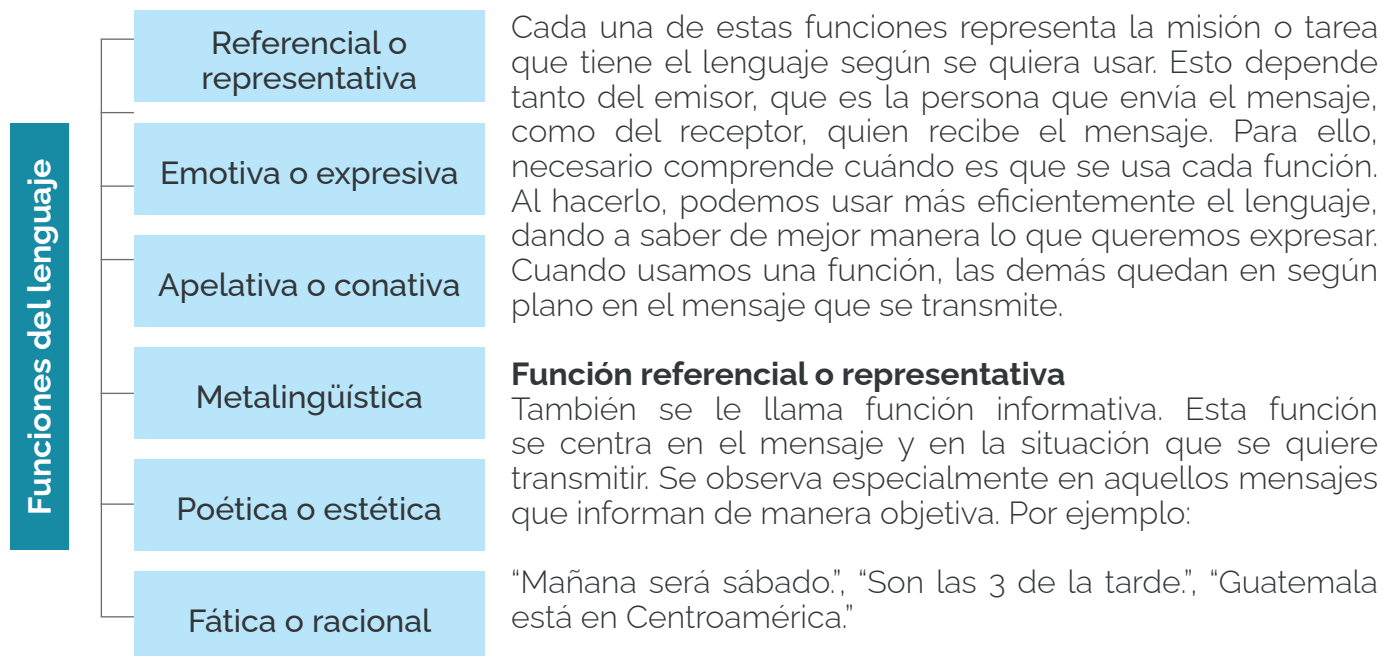 Funciones del lenguaje
Referencial o
representativa
Emotiva o expresiva
Apelativa o conativa
Metalingüística
Poética o estética
Fática o racional
Cada una de estas funciones representa la misión o tarea
que tiene el lenguaje según se quiera usar. Esto depende
tanto del emisor, que es la persona que envía el mensaje,
como del receptor, quien recibe el mensaje. Para ello,
necesario comprende cuándo es que se usa cada función.
Al hacerlo, podemos usar más eficientemente el lenguaje,
dando a saber de mejor manera lo que queremos expresar.
Cuando usamos una función, las demás quedan en según
plano en el mensaje que se transmite.
Función referencial o representativa
También se le llama función informativa. Esta función
se centra en el mensaje y en la situación que se quiere
transmitir. Se observa especialmente en aquellos mensajes
que informan de manera objetiva. Por ejemplo:
“Mañana será sábado.”, “Son las 3 de la tarde.”, “Guatemala
está en Centroamérica.”